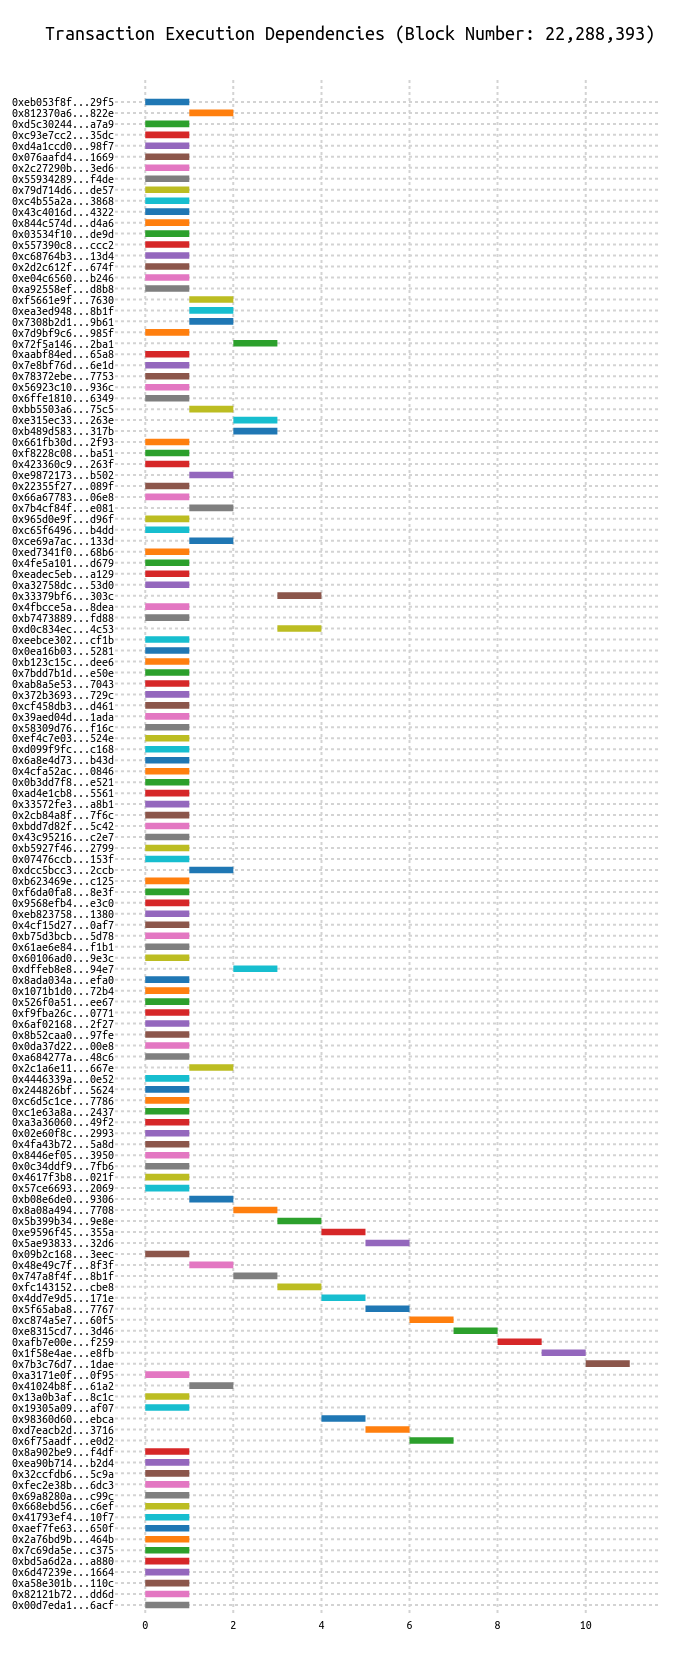 Transaction Execution Dependencies (Block Number: 22,288,393)
0xeb053f8f...29f5
0x812370a6...822e
0xd5c30244...a7a9
0xc93e7cc2...35dc
0xd4a1ccd0...98f7
0x076aafd4...1669
0x2c27290b...3ed6
0x55934289...f4de
0x79d714d6...de57
0xc4b55a2a...3868
0x43c4016d...4322
0x844c574d...d4a6
0x03534f10...de9d
0x557390c8...ccc2
0xc68764b3...13d4
0x2d2c612f...674f
0xe04c6560...b246
0xa92558ef...d8b8
0xf5661e9f...7630
0xea3ed948...8b1f
0x7308b2d1...9b61
0x7d9bf9c6...985f
0x72f5a146...2ba1
0xaabf84ed...65a8
0x7e8bf76d...6e1d
0x78372ebe...7753
0x56923c10...936c
0x6ffe1810...6349
0xbb5503a6...75c5
0xe315ec33...263e
0xb489d583...317b
0x661fb30d...2f93
0xf8228c08...ba51
0x423360c9...263f
0xe9872173...b502
0x22355f27...089f
0x66a67783...06e8
0x7b4cf84f...e081
0x965d0e9f...d96f
0xc65f6496...b4dd
0xce69a7ac...133d
0xed7341f0...68b6
0x4fe5a101...d679
0xeadec5eb...a129
0xa32758dc...53d0
0x33379bf6...303c
0x4fbcce5a...8dea
0xb7473889...fd88
0xd0c834ec...4c53
0xeebce302...cf1b
0x0ea16b03...5281
0xb123c15c...dee6
0x7bdd7b1d...e50e
0xab8a5e53...7043
0x372b3693...729c
0xcf458db3...d461
0x39aed04d...1ada
0x58309d76...f16c
0xef4c7e03...524e
0xd099f9fc...c168
0x6a8e4d73...b43d
0x4cfa52ac...0846
0x0b3dd7f8...e521
0xad4e1cb8...5561
0x33572fe3...a8b1
0x2cb84a8f...7f6c
0xbdd7d82f...5c42
0x43c95216...c2e7
0xb5927f46...2799
0x07476ccb...153f
0xdcc5bcc3...2ccb
0xb623469e...c125
0xf6da0fa8...8e3f
0x9568efb4...e3c0
0xeb823758...1380
0x4cf15d27...0af7
0xb75d3bcb...5d78
0x61ae6e84...f1b1
0x60106ad0...9e3c
0xdffeb8e8...94e7
0x8ada034a...efa0
0x1071b1d0...72b4
0x526f0a51...ee67
0xf9fba26c...0771
0x6af02168...2f27
0x8b52caa0...97fe
0x0da37d22...00e8
0xa684277a...48c6
0x2c1a6e11...667e
0x4446339a...0e52
0x244826bf...5624
0xc6d5c1ce...7786
0xc1e63a8a...2437
0xa3a36060...49f2
0x02e60f8c...2993
0x4fa43b72...5a8d
0x8446ef05...3950
0x0c34ddf9...7fb6
0x4617f3b8...021f
0x57ce6693...2069
0xb08e6de0...9306
0x8a08a494...7708
0x5b399b34...9e8e
0xe9596f45...355a
0x5ae93833...32d6
0x09b2c168...3eec
0x48e49c7f...8f3f
0x747a8f4f...8b1f
0xfc143152...cbe8
0x4dd7e9d5...171e
0x5f65aba8...7767
0xc874a5e7...60f5
0xe8315cd7...3d46
0xafb7e00e...f259
0x1f58e4ae...e8fb
0x7b3c76d7...1dae
0xa3171e0f...0f95
0x41024b8f...61a2
0x13a0b3af...8c1c
0x19305a09...af07
0x98360d60...ebca
0xd7eacb2d...3716
0x6f75aadf...e0d2
0x8a902be9...f4df
0xea90b714...b2d4
0x32ccfdb6...5c9a
0xfec2e38b...6dc3
0x69a8280a...c99c
0x668ebd56...c6ef
0x41793ef4...10f7
0xaef7fe63...650f
0x2a76bd9b...464b
0x7c69da5e...c375
0xbd5a6d2a...a880
0x6d47239e...1664
0xa58e301b...110c
0x82121b72...dd6d
0x00d7eda1...6acf
0 2 4 6 8 10